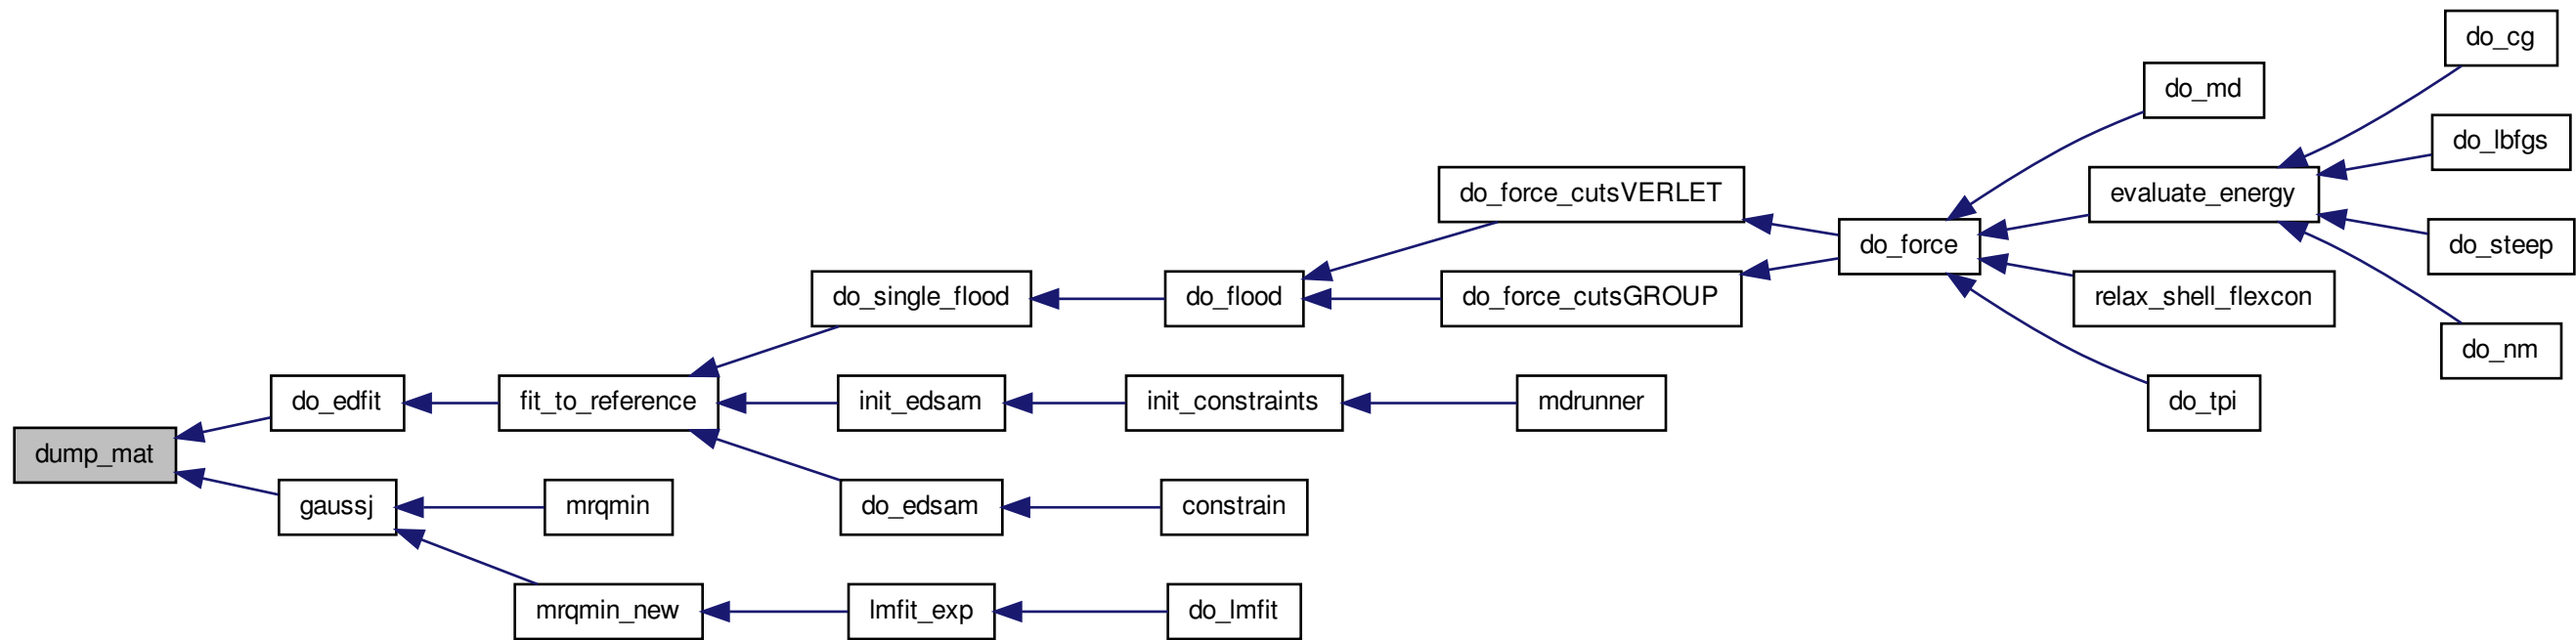 do_cg
do_md
do_lbfgs
do_force_cutsVERLET
evaluate_energy
do_force
do_steep
do_single_flood
do_flood
do_force_cutsGROUP
relax_shell_flexcon
do_nm
do_edfit
fit_to_reference
init_edsam
init_constraints
mdrunner
do_tpi
dump_mat
gaussj
mrqmin
do_edsam
constrain
mrqmin_new
lmfit_exp
do_lmfit